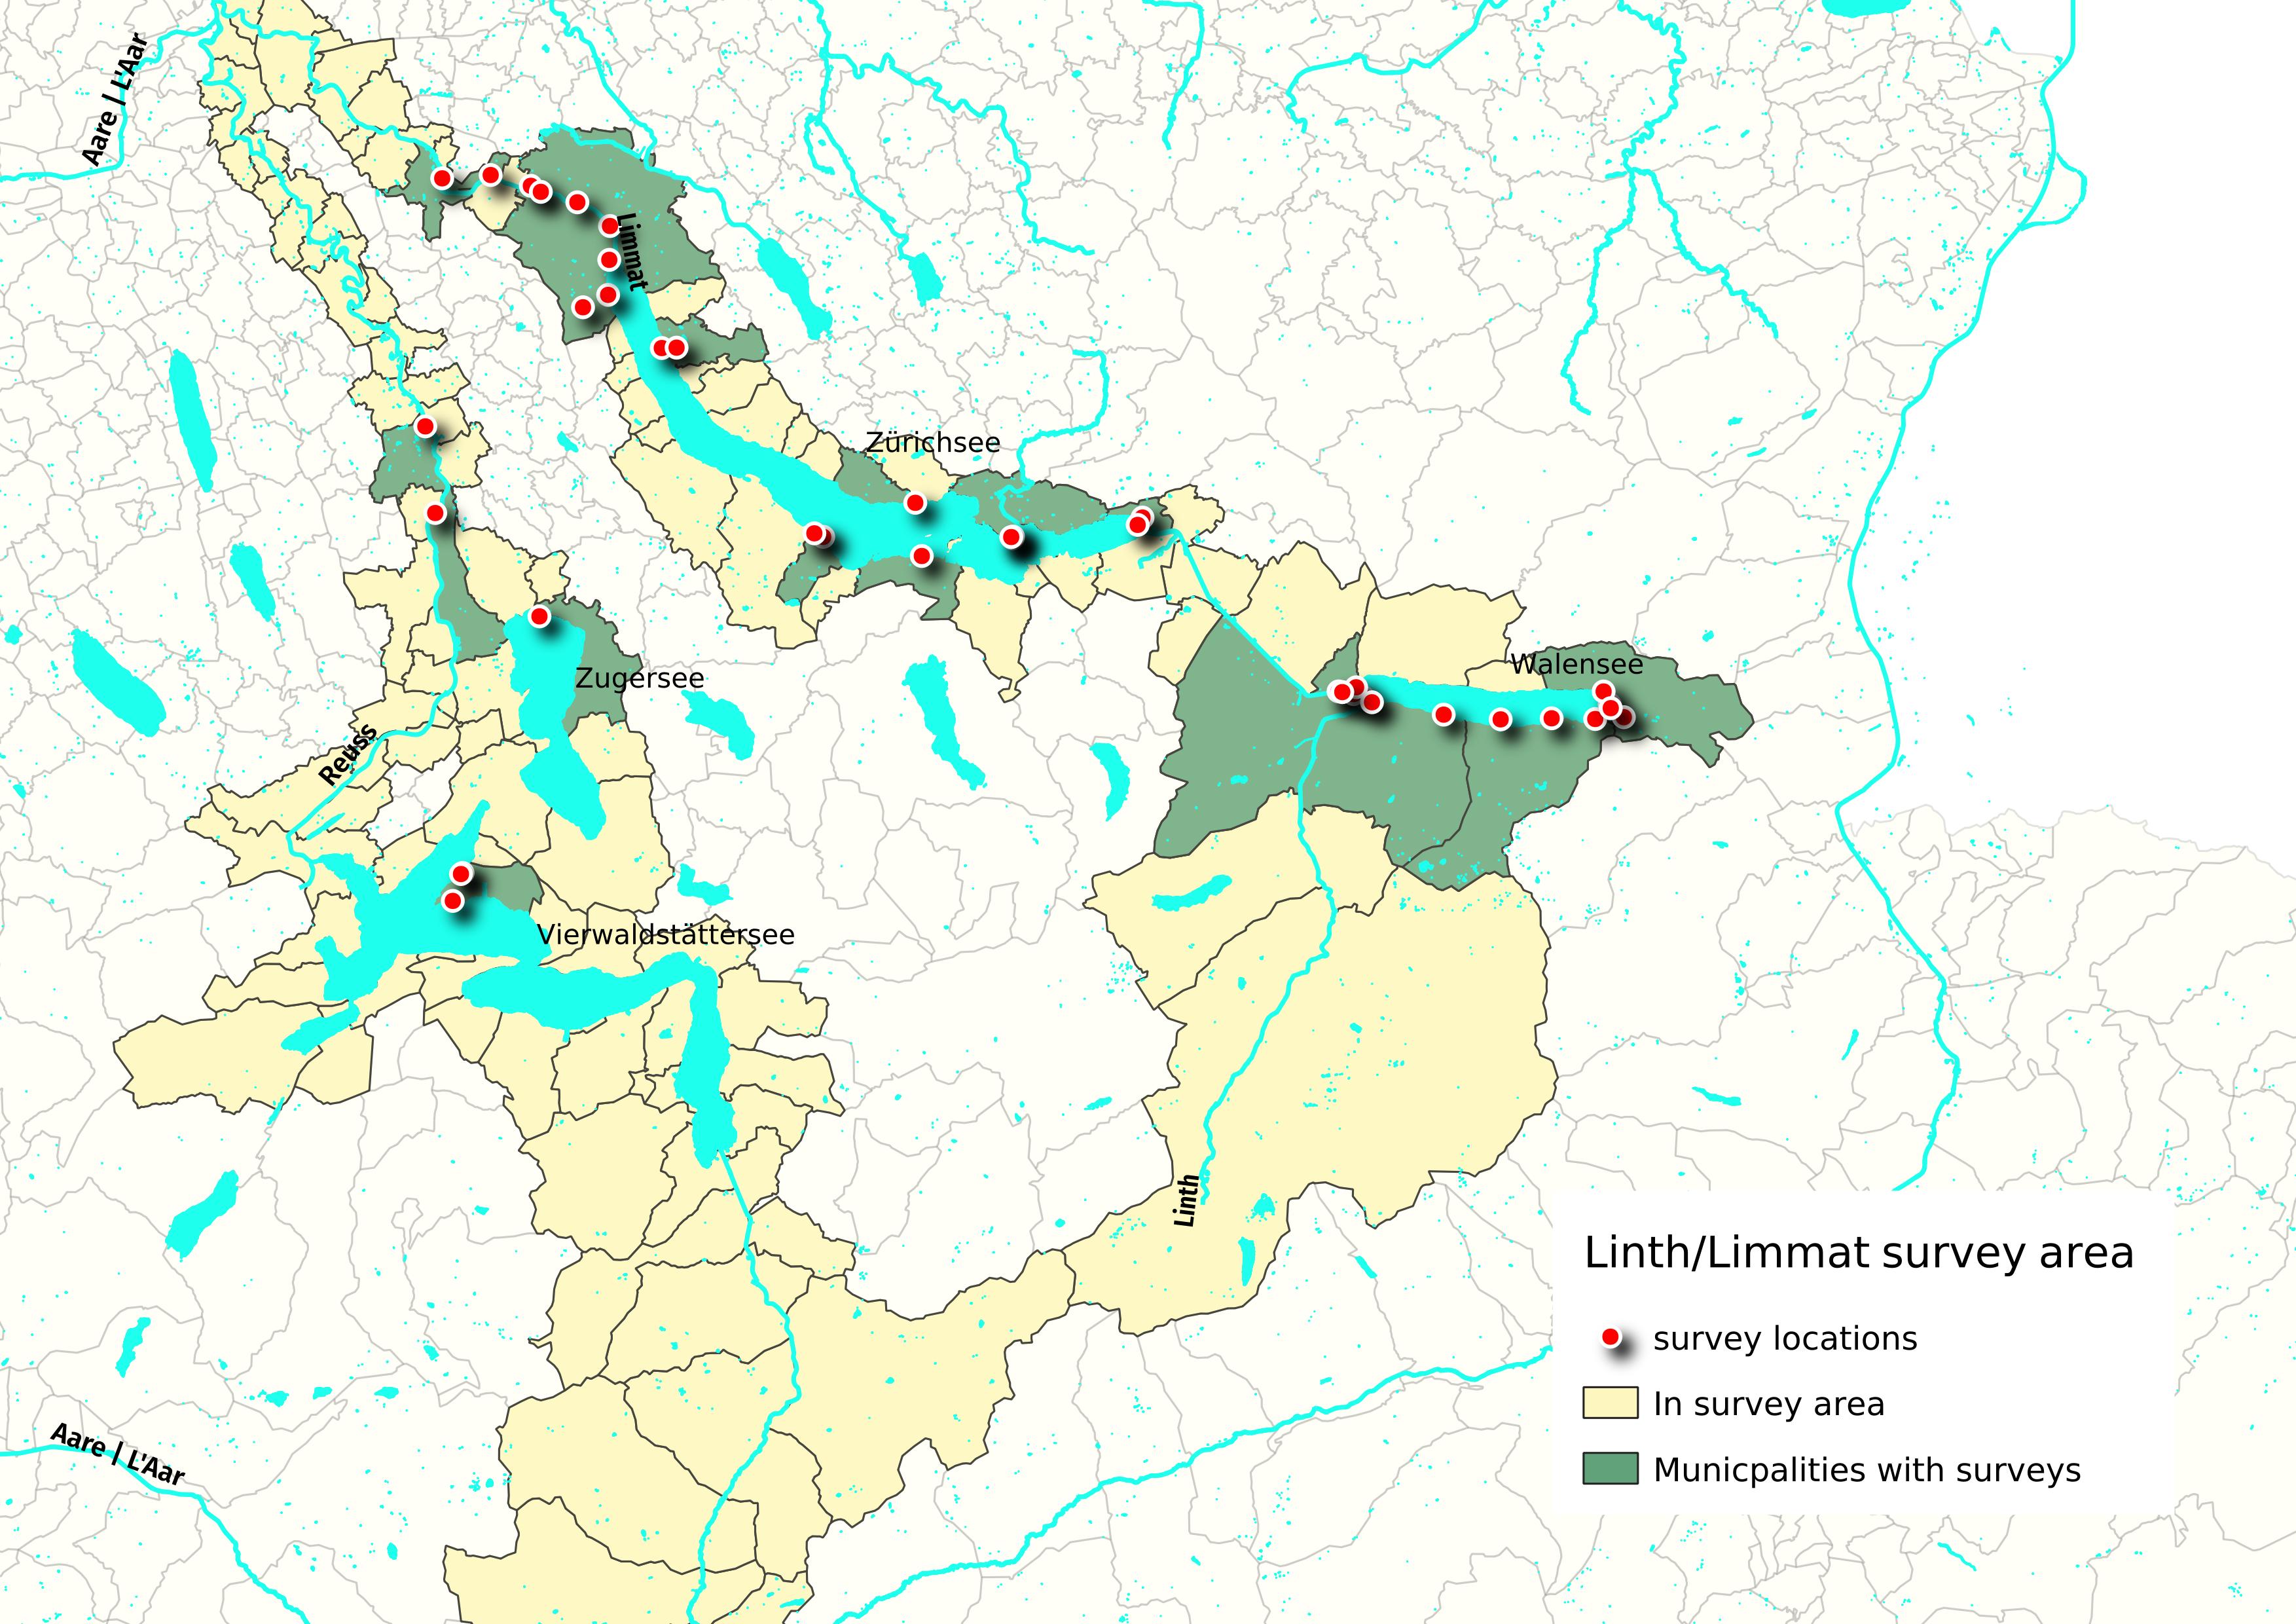 Aare | L'Aar
Limmat
Zürichsee
Walensee
Zugersee
Reuss
Vierwaldstättersee
Linth
Aare | L'Aar
Linth/Limmat survey area
survey locations
In survey area
Municpalities with surveys